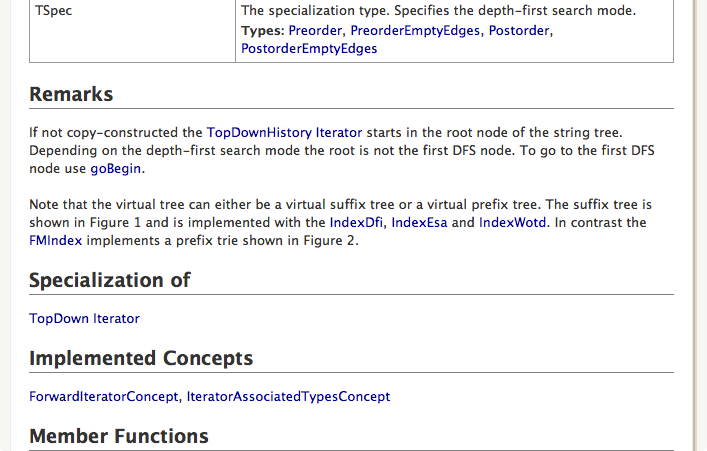 TSpec
The specialization type. Specifies the depth-first search mode.
Types: Preorder, PreorderEmptyEdges, Postorder,
PostorderEmptyEdges
Remarks
If not copy-constructed the TopDownHistory Iterator starts in the root node of the string tree.
Depending on the depth-first search mode the root is not the first DFS node. To go to the first DFS
node use goBegin.
Note that the virtual tree can either be a virtual suffix tree or a virtual prefix tree. The suffix tree is
shown in Figure 1 and is implemented with the IndexDfi, IndexEsa and IndexWotd. In contrast the
FMIndex implements a prefix trie shown in Figure 2.
Specialization of
TopDown Iterator
Implemented Concepts
ForwardIteratorConcept, IteratorAssociatedTypesConcept
Member Functions